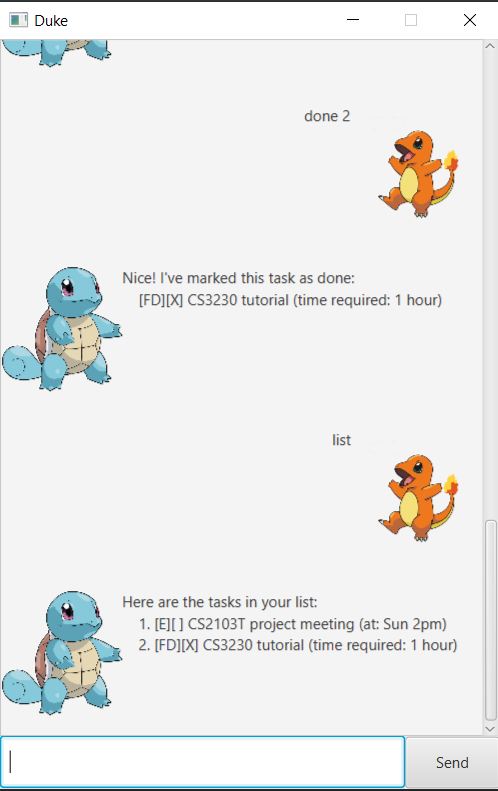 Duke
done 2
Nice! I've marked this task as done:
[FD][X] CS3230 tutorial (time required: 1 hour)
list
Here are the tasks in your list:
1. [E][ ] CS2103T project meeting (at: Sun 2pm)
2. [FD][X] CS3230 tutorial (time required: 1 hour)
Send